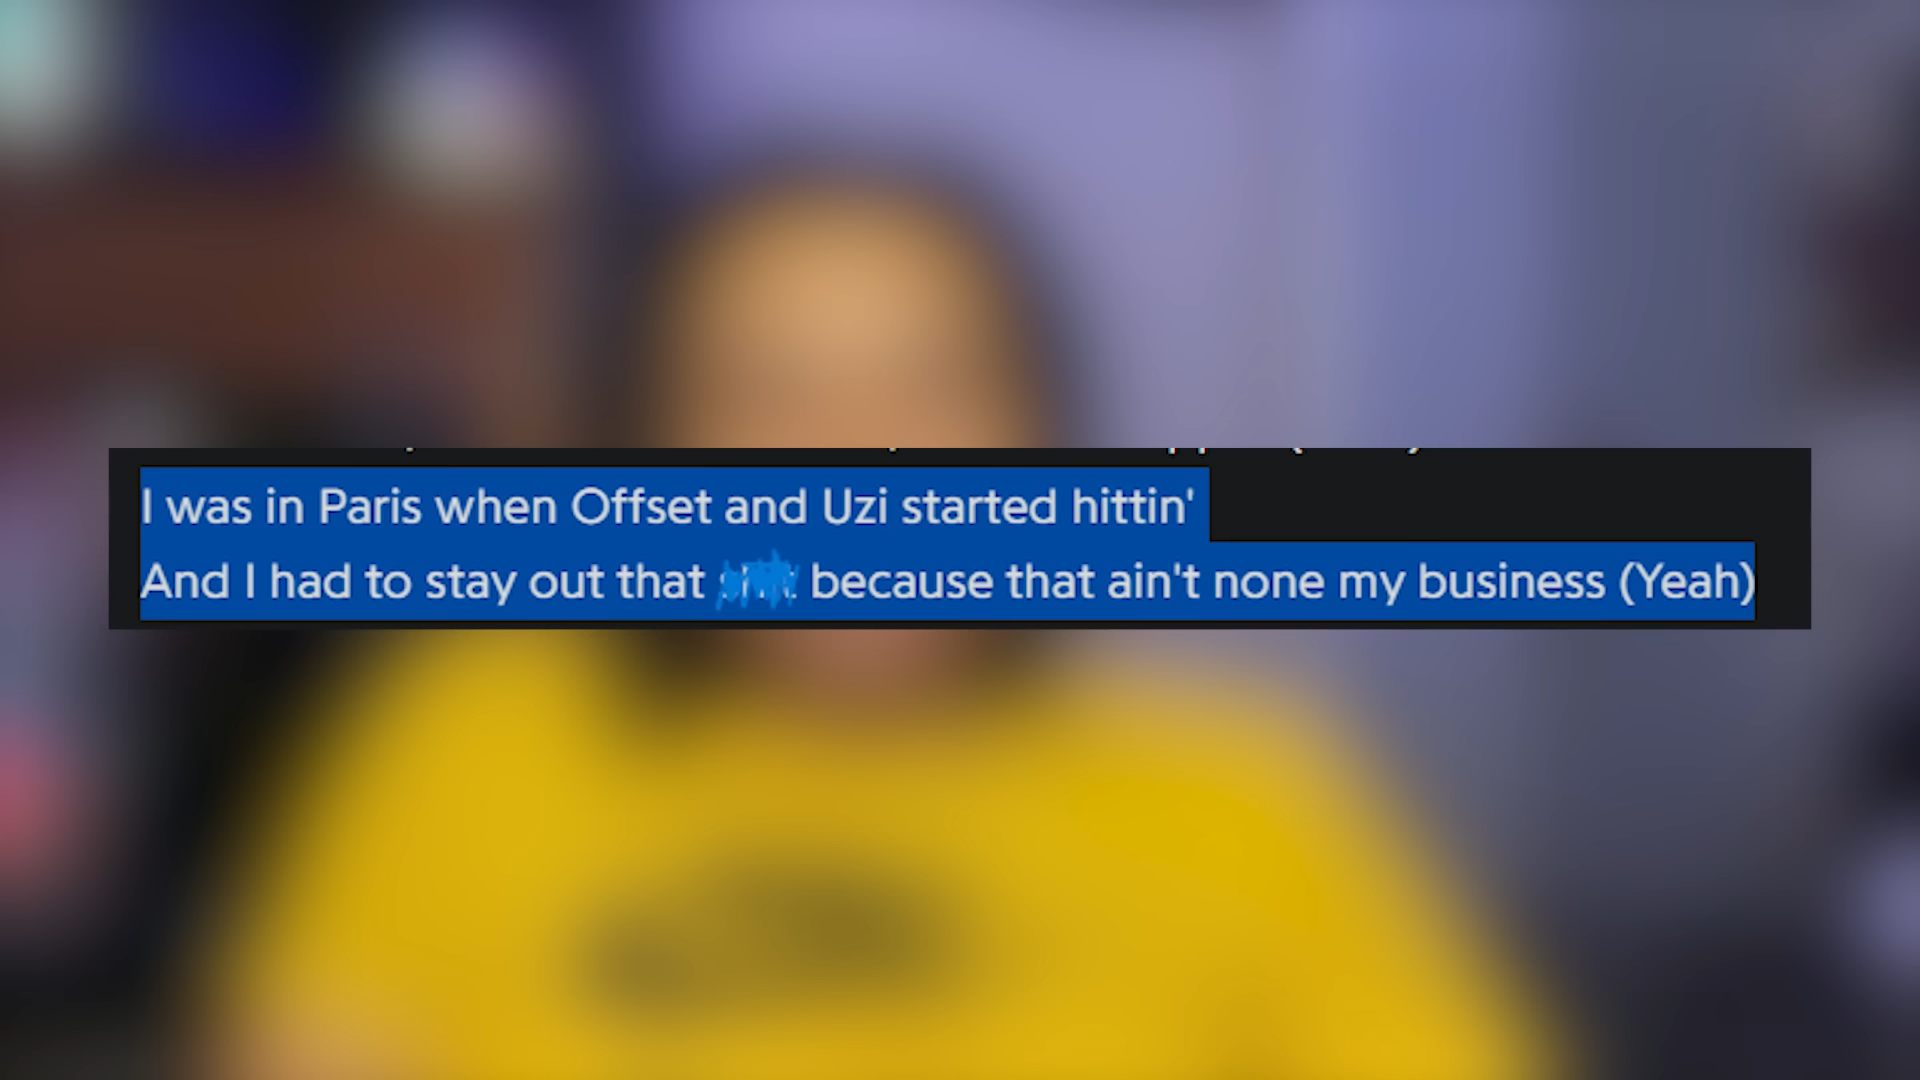 I was in Paris when Offset and Uzi started hittin'
And I had to stay out that because that ain't none my business (Yeah)